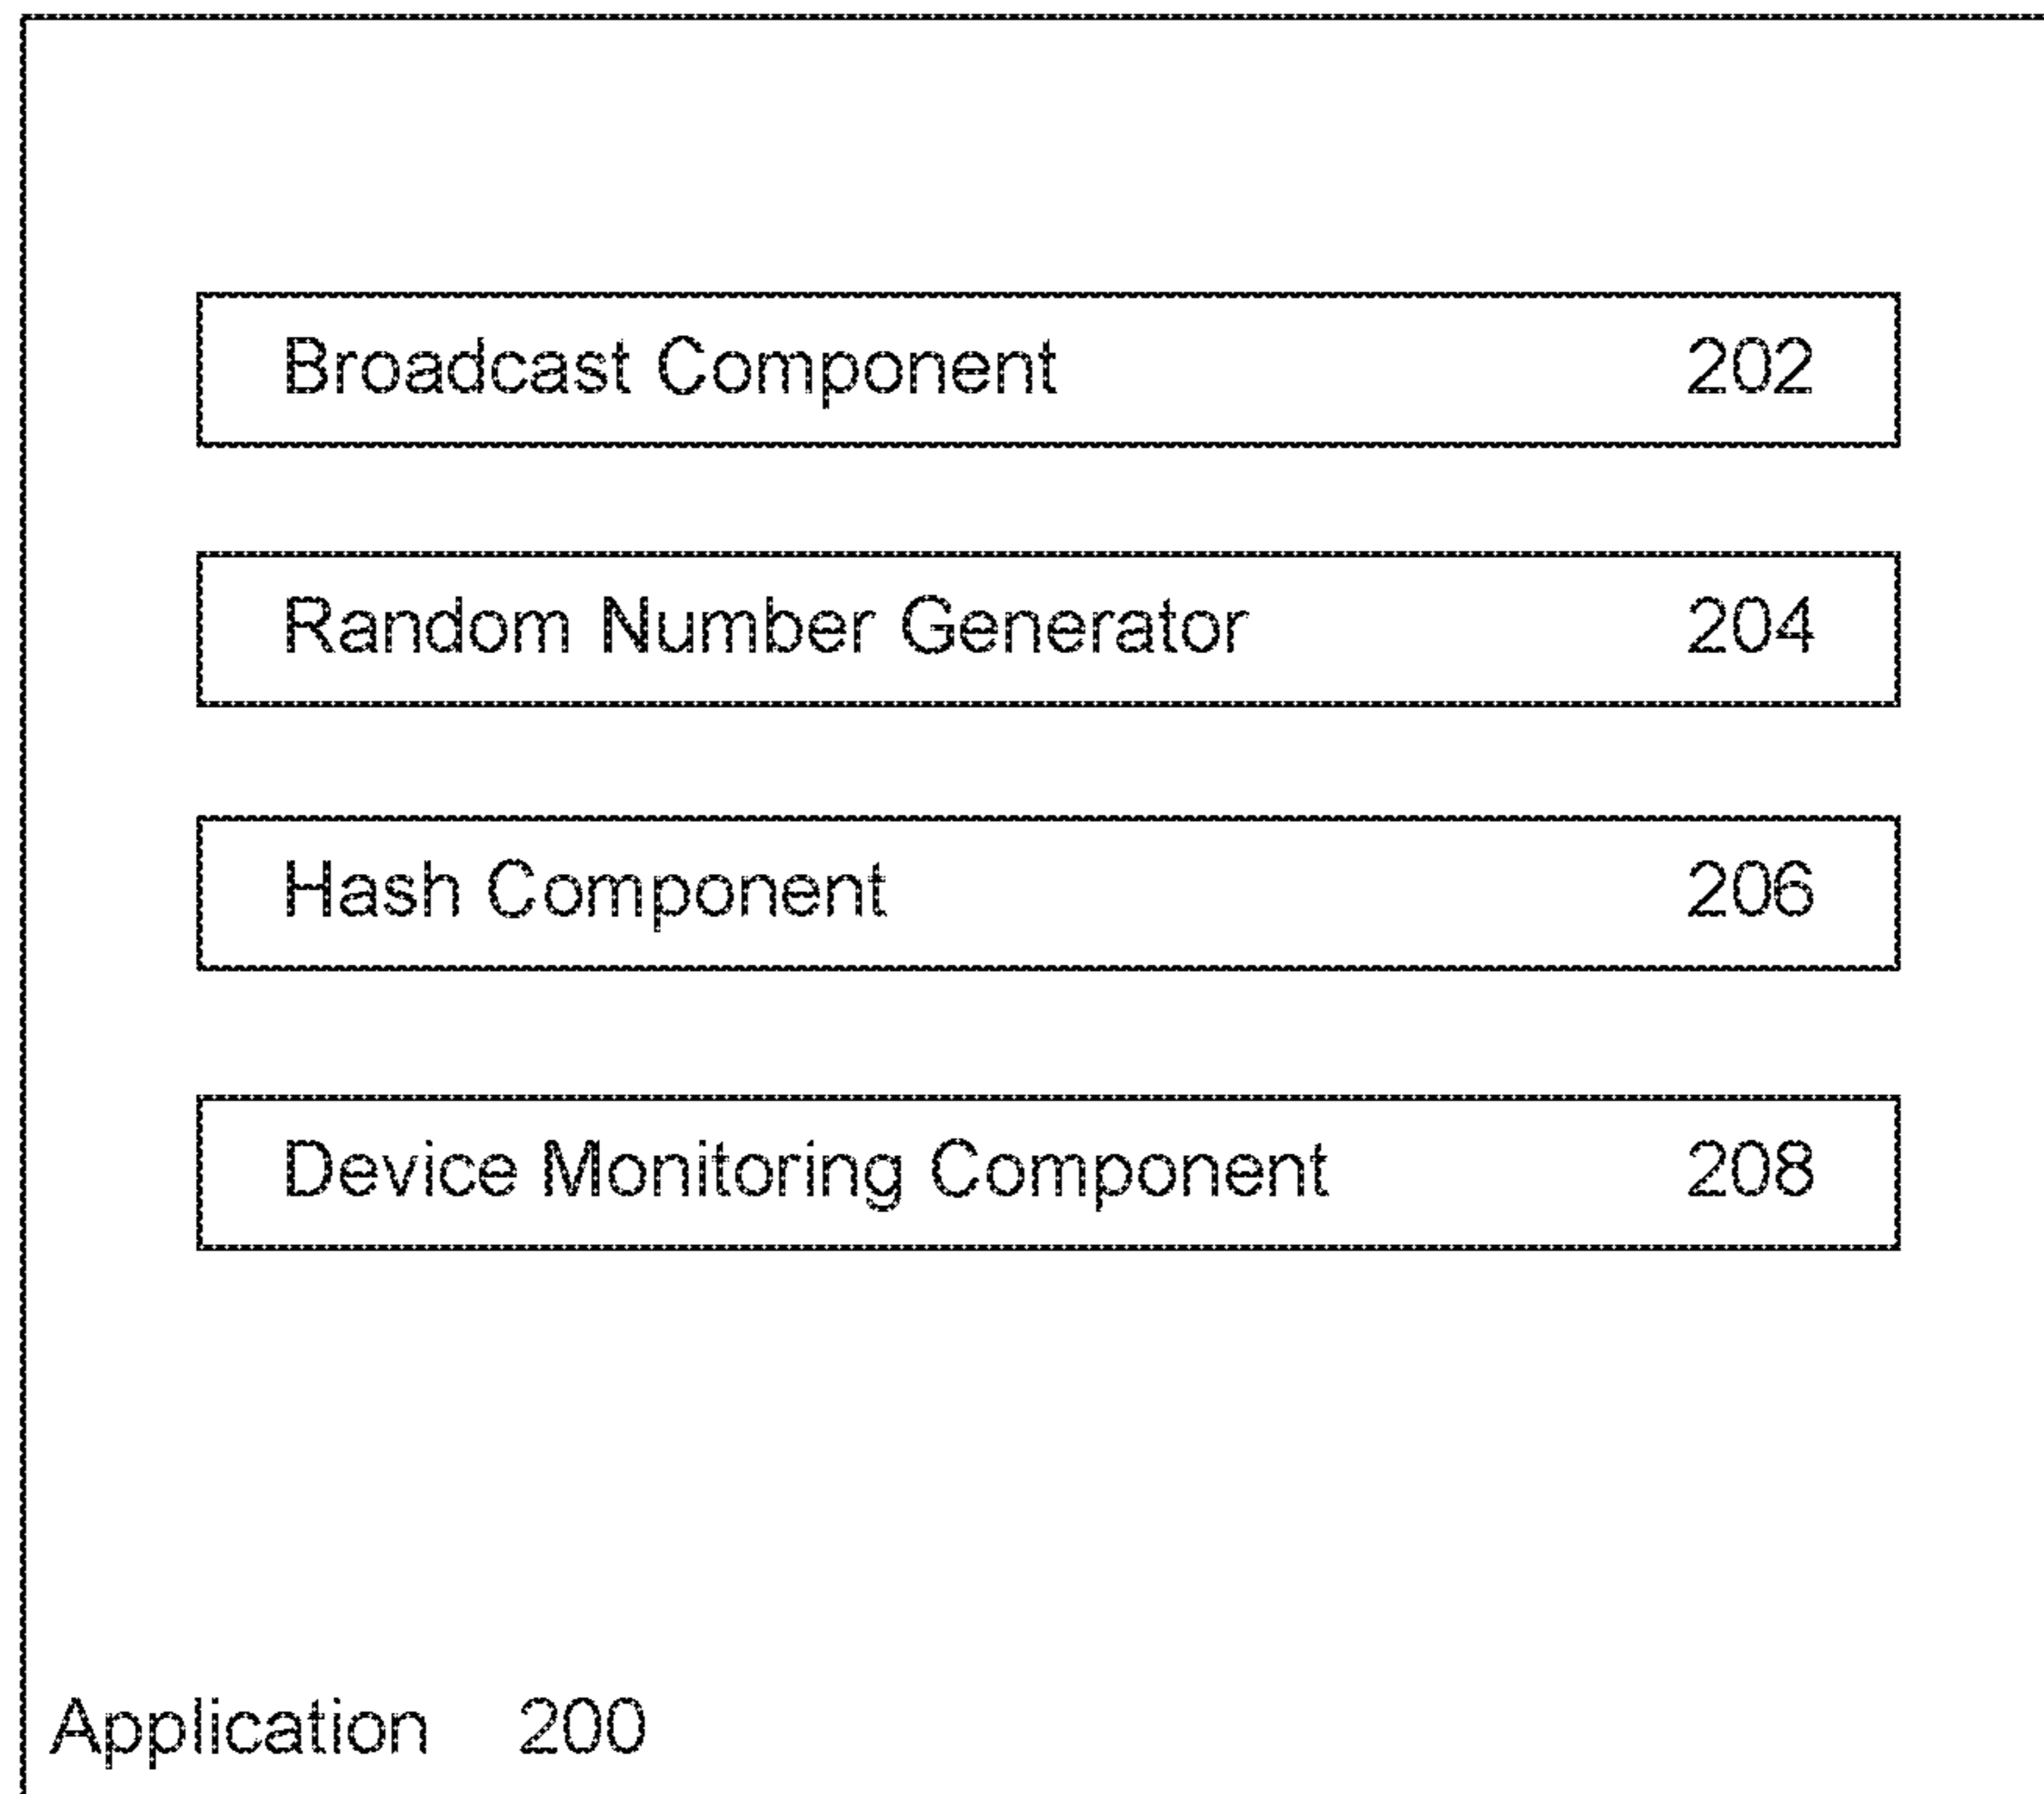 Broadcast Component 202
Random Number Generator 204
Hash Component 206
Device Monitoring Component 208
Application 200